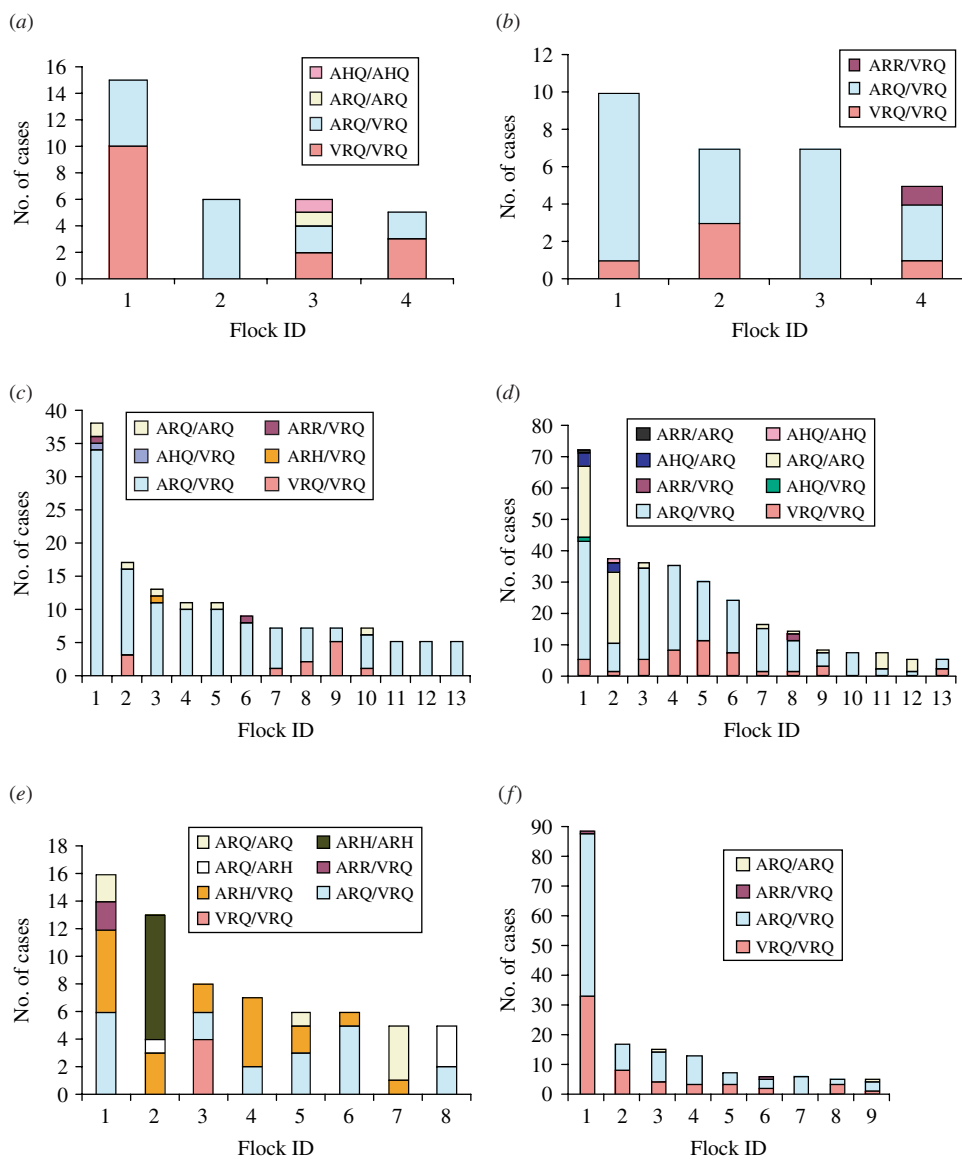 (a)
No. of cases
16
14
12
10
8
6
4
2
0
AHQ/AHQ
ARQ/ARQ
ARQ/VRQ
VRQ/VRQ
1 2 3 4
Flock ID
(b)
No. of cases
12
10
8
6
4
2
0
ARR/VRQ
ARQ/VRQ
VRQ/VRQ
1 2 3 4
Flock ID
(c)
No. of cases
40
35
30
25
20
15
10
5
0
ARQ/ARQ ARR/VRQ
AHQ/VRQ ARH/VRQ
ARQ/VRQ VRQ/VRQ
1 2 3 4 5 6 7 8 9 10 11 12 13
Flock ID
(d)
No. of cases
80
70
60
50
40
30
20
10
0
ARR/ARQ AHQ/AHQ
AHQ/ARQ ARQ/ARQ
ARR/VRQ AHQ/VRQ
ARQ/VRQ VRQ/VRQ
1 2 3 4 5 6 7 8 9 10 11 12 13
Flock ID
(e)
No. of cases
18
16
14
12
10
8
6
4
2
0
ARQ/ARQ ARH/ARH
ARQ/ARH ARR/VRQ
ARH/VRQ ARQ/VRQ
VRQ/VRQ
1 2 3 4 5 6 7 8
Flock ID
(f)
No. of cases
90
80
70
60
50
40
30
20
10
0
ARQ/ARQ
ARR/VRQ
ARQ/VRQ
VRQ/VRQ
1 2 3 4 5 6 7 8 9
Flock ID